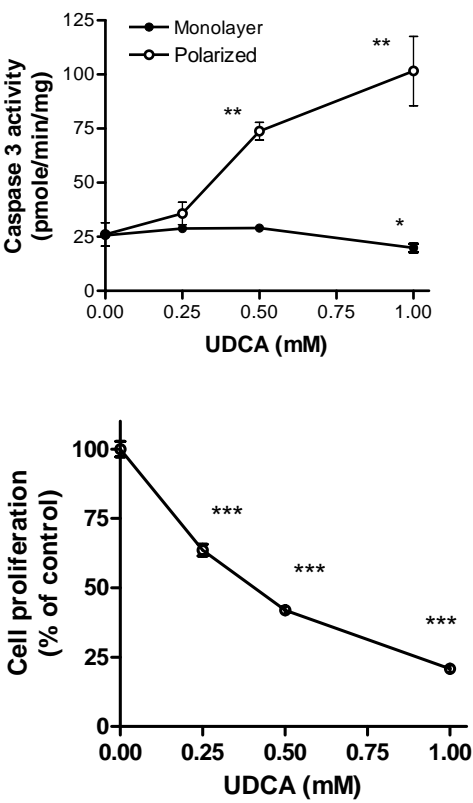 125
Monolayer
Polarized
**
100
Caspase 3 activity
(pmole/min/mg)
**
75
50
25
*
0
0.00 0.25 0.50 0.75 1.00
UDCA (mM)
100
Cell proliferation
(% of control)
75
***
***
50
***
25
0
0.00 0.25 0.50 0.75 1.00
UDCA (mM)